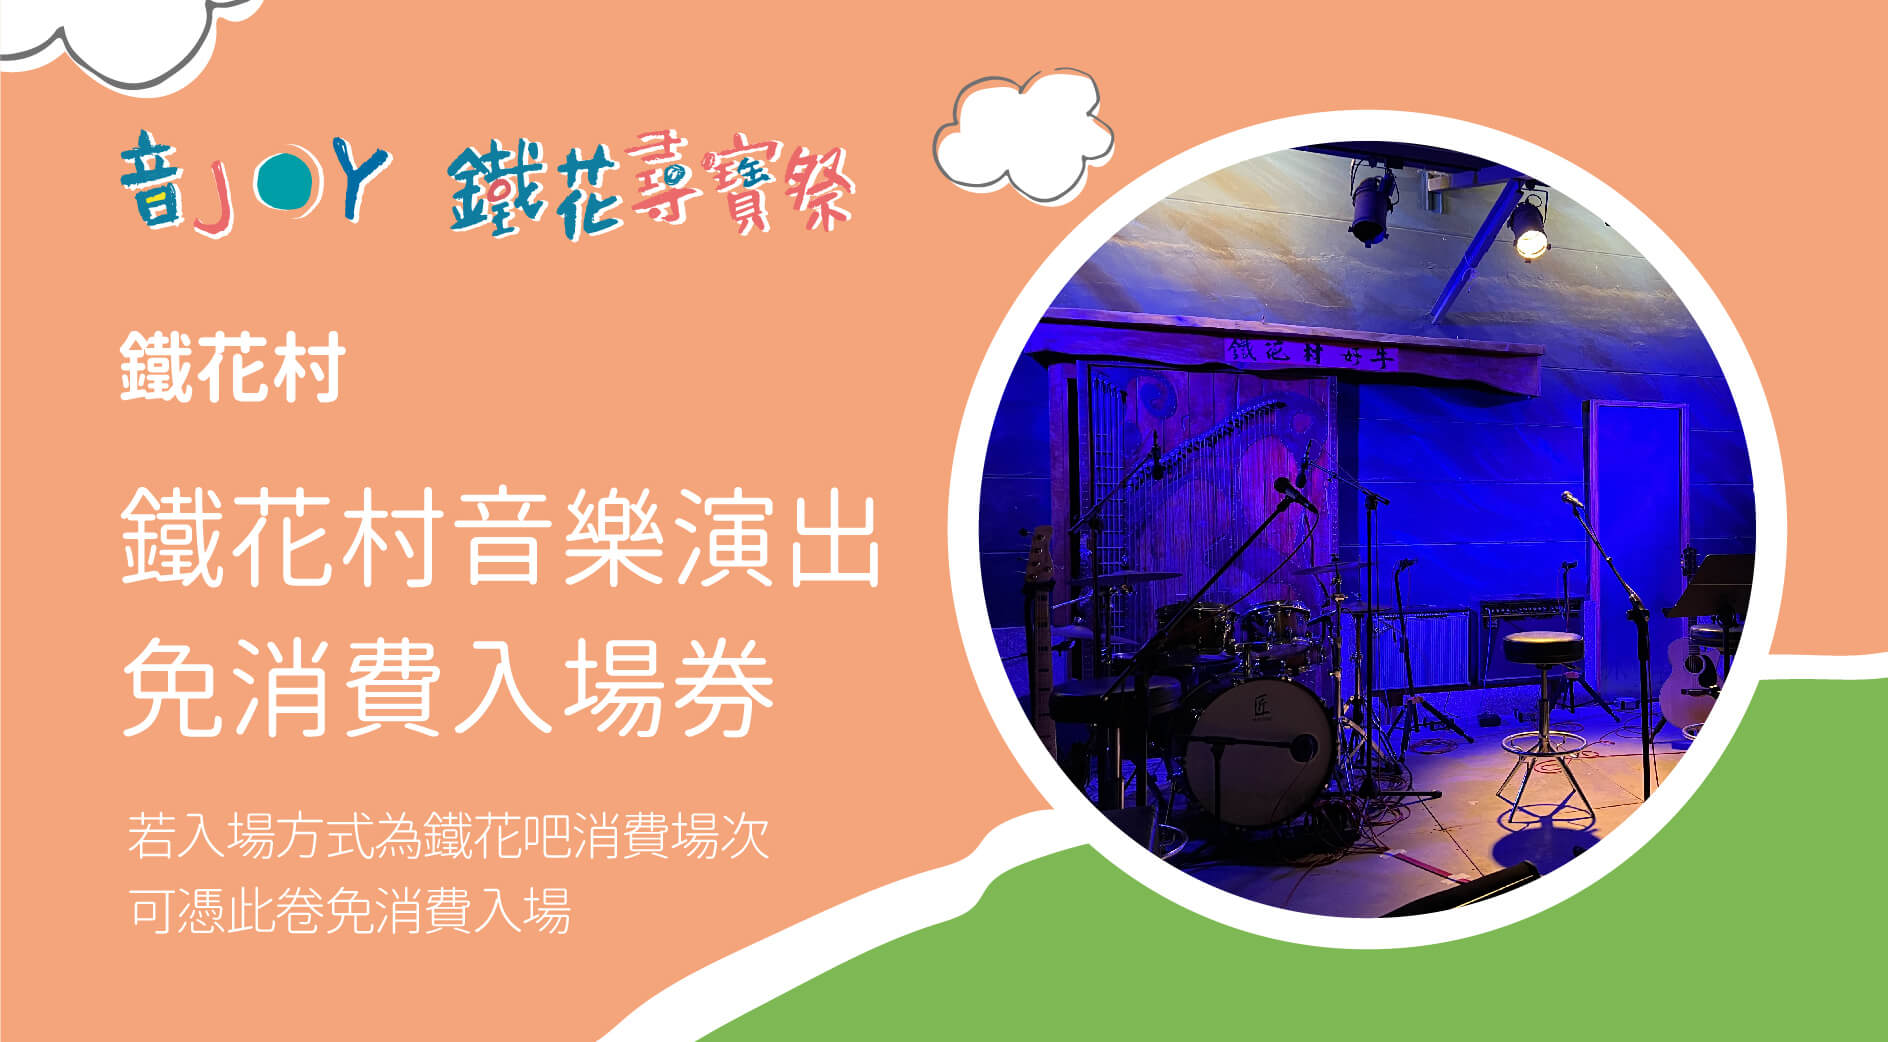 音JOY 鐵花尋寶祭
鐵花村
鐵花村音樂演出
免消費入場券
若入場方式為鐵花吧消費場次
可憑此卷免消費入場
鐵花村好牛
匠